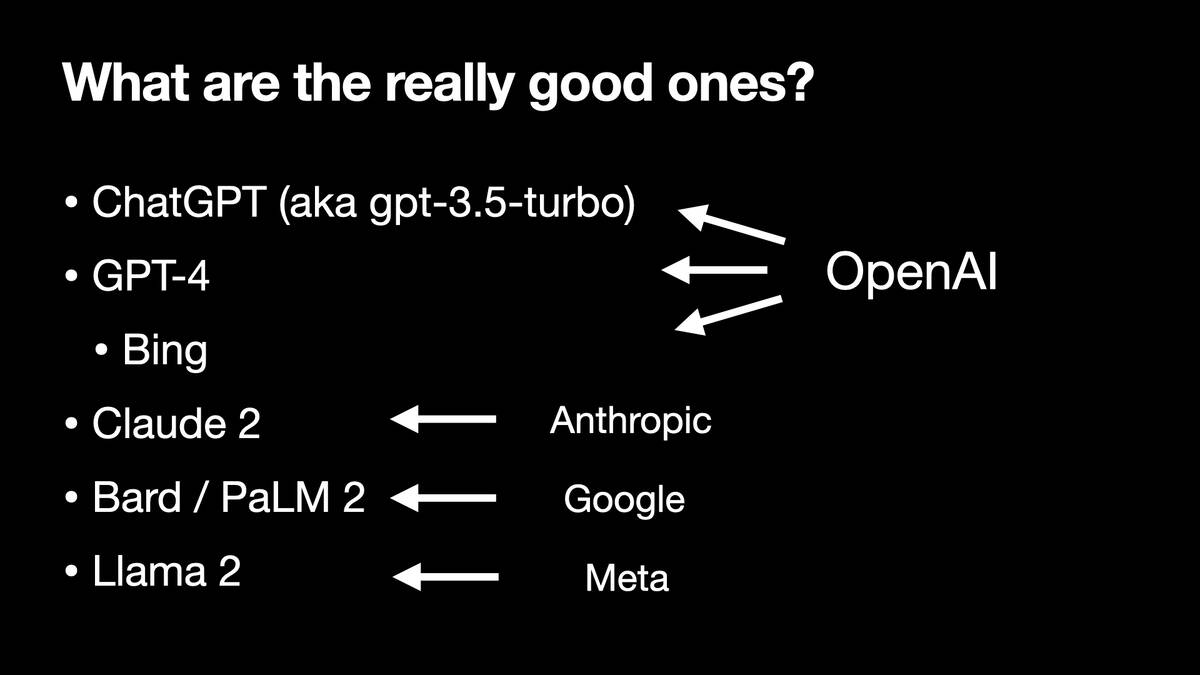 What are the really good ones?
• ChatGPT (aka gpt-3.5-turbo)
• GPT-4
OpenAI
• Bing
• Claude 2
Anthropic
• Bard / PaLM 2
Google
• Llama 2
Meta